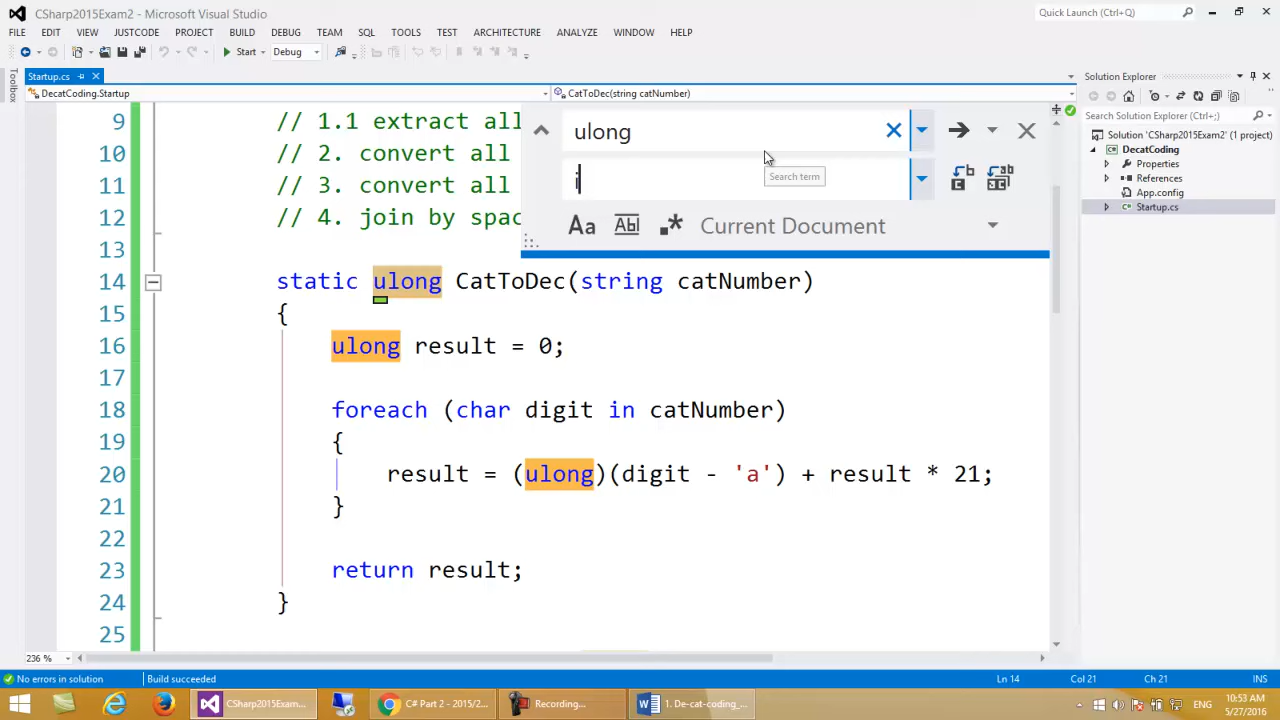 CSharp2015Exam2 - Microsoft Visual Studio
Quick Launch (Ctrl+Q)
FILE EDIT VIEW JUSTCODE PROJECT BUILD DEBUG TEAM SQL TOOLS TEST ARCHITECTURE ANALYZE WINDOW HELP
Start Debug
Toolbox
Startup.cs
Solution Explorer
DecatCoding.Startup
CatToDec(string catNumber)
Search Solution Explorer (Ctrl+;)
Solution 'CSharp2015Exam2' (1 project)
DecatCoding
Properties
References
App.config
Startup.cs
ulong
i
Search term
Aa Abl Current Document
9 // 1.1 extract all
10 // 2. convert all
11 // 3. convert all
12 // 4. join by spac
13
14 static ulong CatToDec(string catNumber)
15 {
16 ulong result = 0;
17
18 foreach (char digit in catNumber)
19 {
20 result = (ulong)(digit - 'a') + result * 21;
21 }
22
23 return result;
24 }
25
236 %
No errors in solution Build succeeded Ln 14 Col 21 Ch 21 INS
CSharp2015Exam... C# Part 2 - 2015/2... Recording... 1. De-cat-coding_... ENG 10:53 AM
5/27/2016